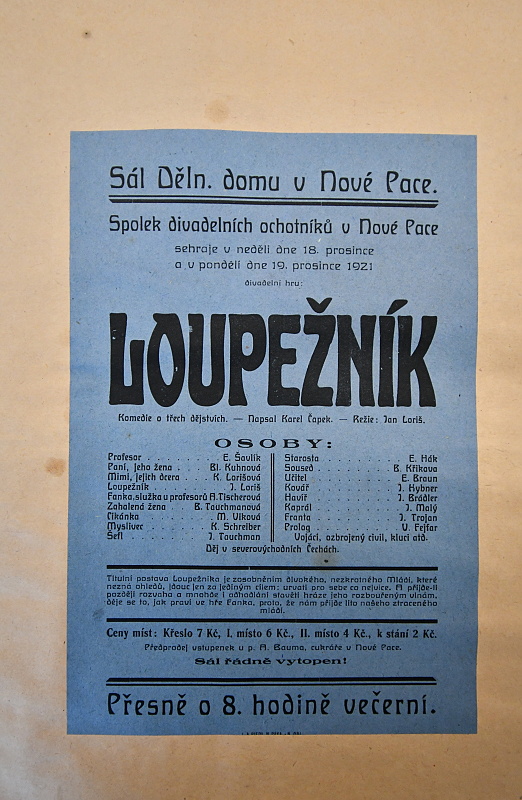 Sál Děln. domu v Nové Pace.
Spolek divadelních ochotníků v Nové Pace
sehraje v neděli dne 18. prosince
a v pondělí dne 19. prosince 1921
divadelní hru:
LOUPEŽNÍK
Komedie o třech dějstvích. — Napsal Karel Čapek. — Režie: Jan Loriš.
OSOBY:
Profesor . . . . . . . . E. Šavlík
Paní, jeho žena . . . . Bl. Kuhnová
Mimi, jejich dcera . . . K. Lorišová
Loupežník . . . . . . . J. Loriš
Fanka, služka u profesorů A. Tischerová
Zahalená žena . . . B. Tauchmanová
Cikánka . . . . . . M. Viková
Myslivec . . . . . . K. Schreiber
Šefl . . . . . . . J. Tauchman
Starosta . . . . . . . . E. Hák
Soused . . . . . . . B. Křikava
Učitel . . . . . . . . E. Braun
Kovář . . . . . . . J. Hybner
Havíř . . . . . . . J. Brádler
Kaprál . . . . . . . J. Malý
Franta . . . . . . . J. Trojan
Prolog . . . . . . . V. Fejfar
Vojáci, ozbrojený civil, kluci atd.
Děj v severovýchodních Čechách.
Titulní postava Loupežníka je zosobněním divokého, nezkrotného Mládí, které
nezná ohledů, jdouc jen za jediným cílem: urvati pro sebe co nejvíce. A přijde-li
později rozvaha a mnohde i odhodlání stavěti hráze jeho rozbouřeným vlnám,
děje se to, jak praví ve hře Fanka, proto, že nám přijde líto našeho ztraceného
mládí.
Ceny míst: Křeslo 7 Kč, I. místo 6 Kč., II. místo 4 Kč., k stání 2 Kč.
Předprodej vstupenek u p. A. Bauma, cukráře v Nové Pace.
Sál řádně vytopen!
Přesně o 8. hodině večerní.